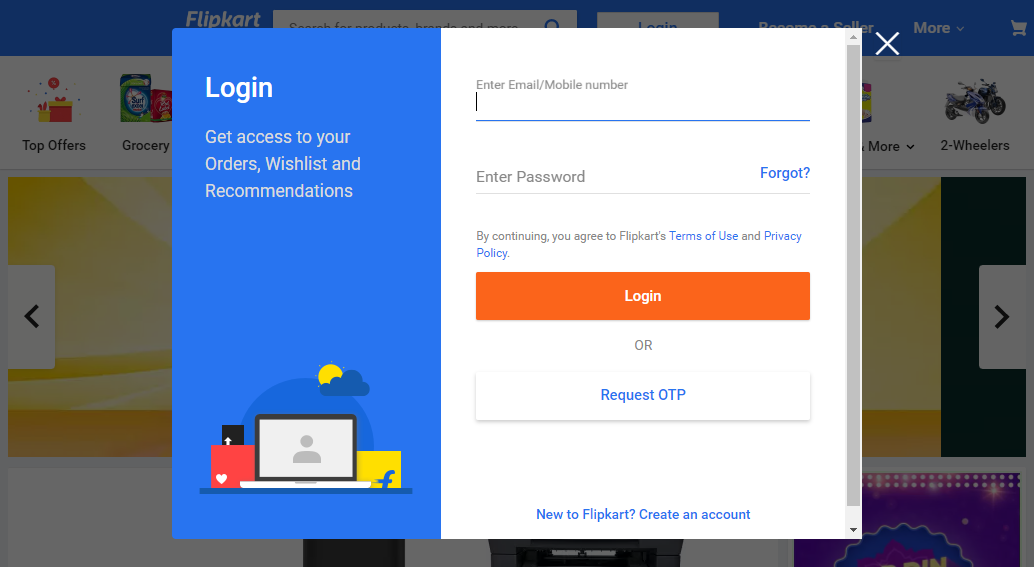 Flipkart
Search for products, brands and more
Login
Become a Seller
More
Top Offers
Grocery
& More
2-Wheelers
Login
Get access to your
Orders, Wishlist and
Recommendations
Enter Email/Mobile number
Enter Password
Forgot?
By continuing, you agree to Flipkart's Terms of Use and Privacy
Policy.
Login
OR
Request OTP
New to Flipkart? Create an account